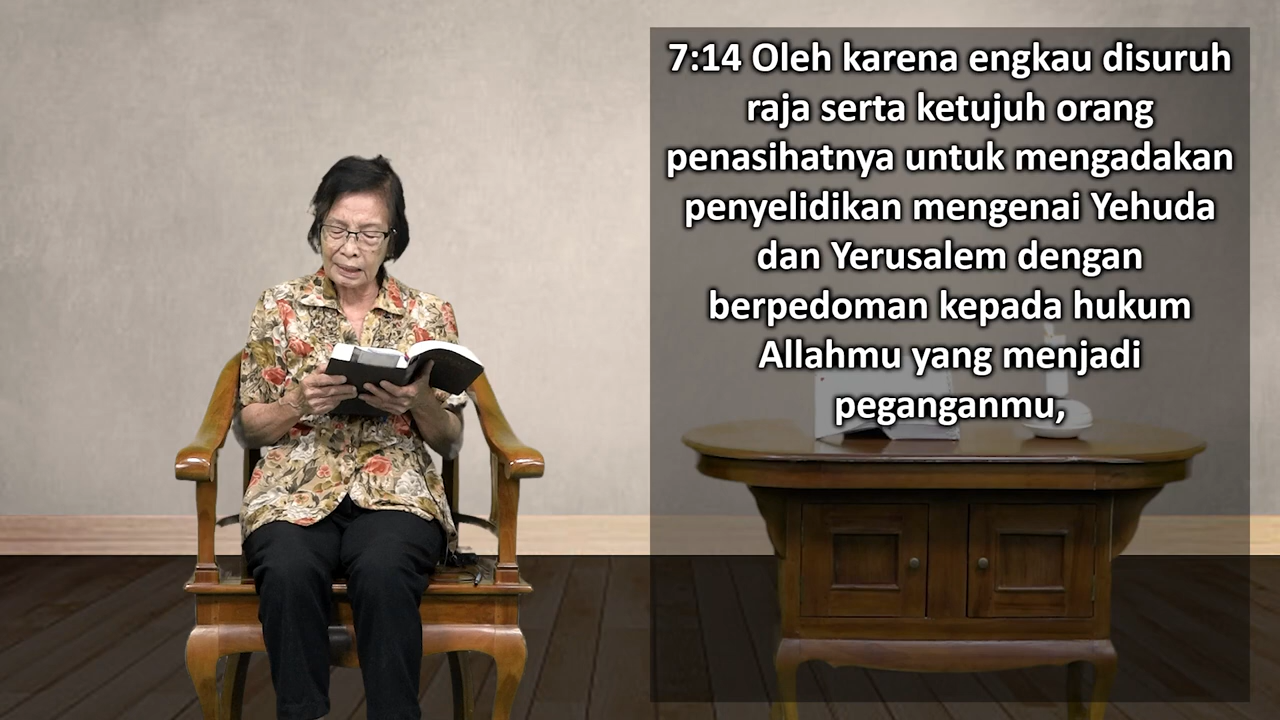 7:14 Oleh karena engkau disuruh
raja serta ketujuh orang
penasihatnya untuk mengadakan
penyelidikan mengenai Yehuda
dan Yerusalem dengan
berpedoman kepada hukum
Allahmu yang menjadi
peganganmu,